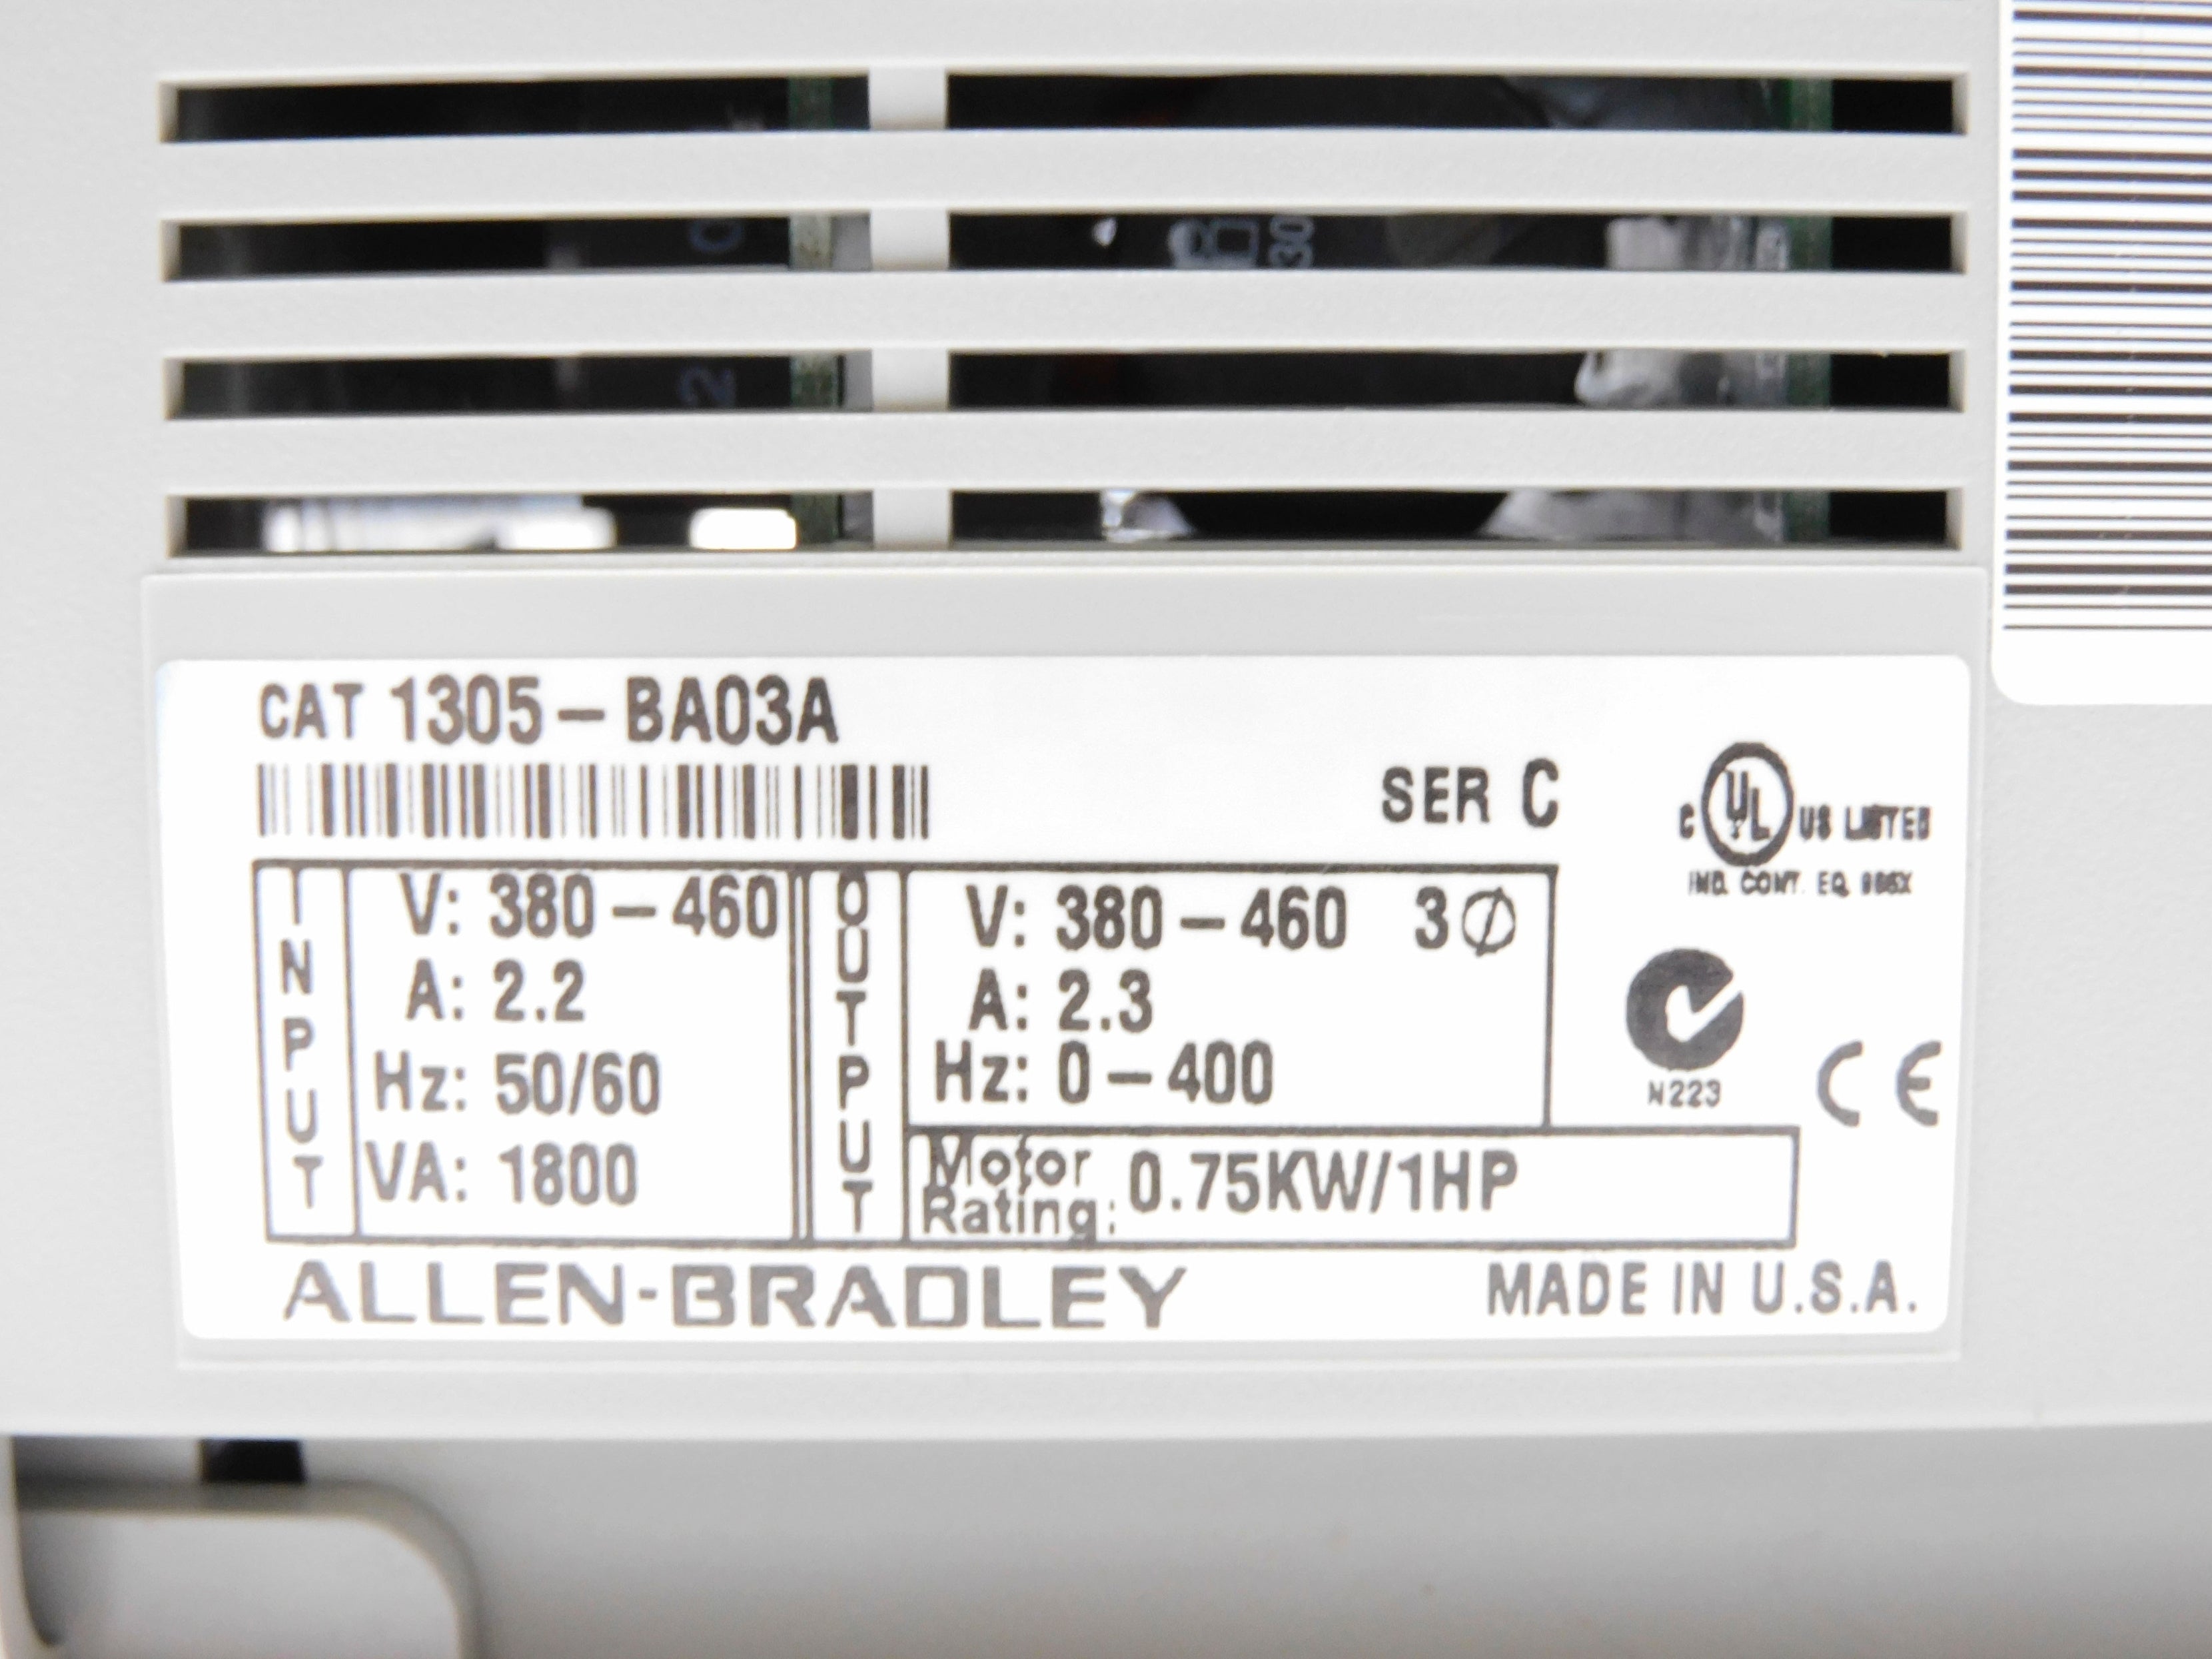 CAT 1305-BA03A
SER C
C UL US LISTED
IND. CONT. EQ.
INPUT
V: 380-460
A: 2.2
Hz: 50/60
VA: 1800
OUTPUT
V: 380-460 3Ø
A: 2.3
Hz: 0-400
Motor
Rating: 0.75KW/1HP
N223
CE
ALLEN-BRADLEY
MADE IN U.S.A.